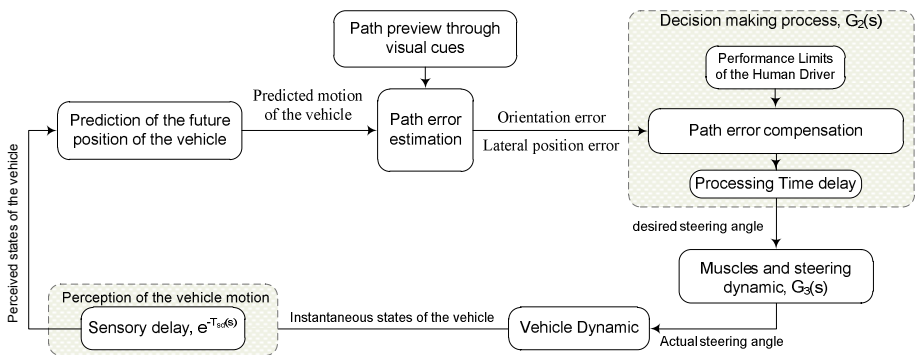 Path preview through
visual cues
Decision making process, G2(s)
Performance Limits
of the Human Driver
Prediction of the future
position of the vehicle
Predicted motion
of the vehicle
Path error
estimation
Orientation error
Lateral position error
Path error compensation
Processing Time delay
desired steering angle
Muscles and steering
dynamic, G3(s)
Actual steering angle
Vehicle Dynamic
Instantaneous states of the vehicle
Perception of the vehicle motion
Sensory delay, e-Tsd(s)
Perceived states of the vehicle